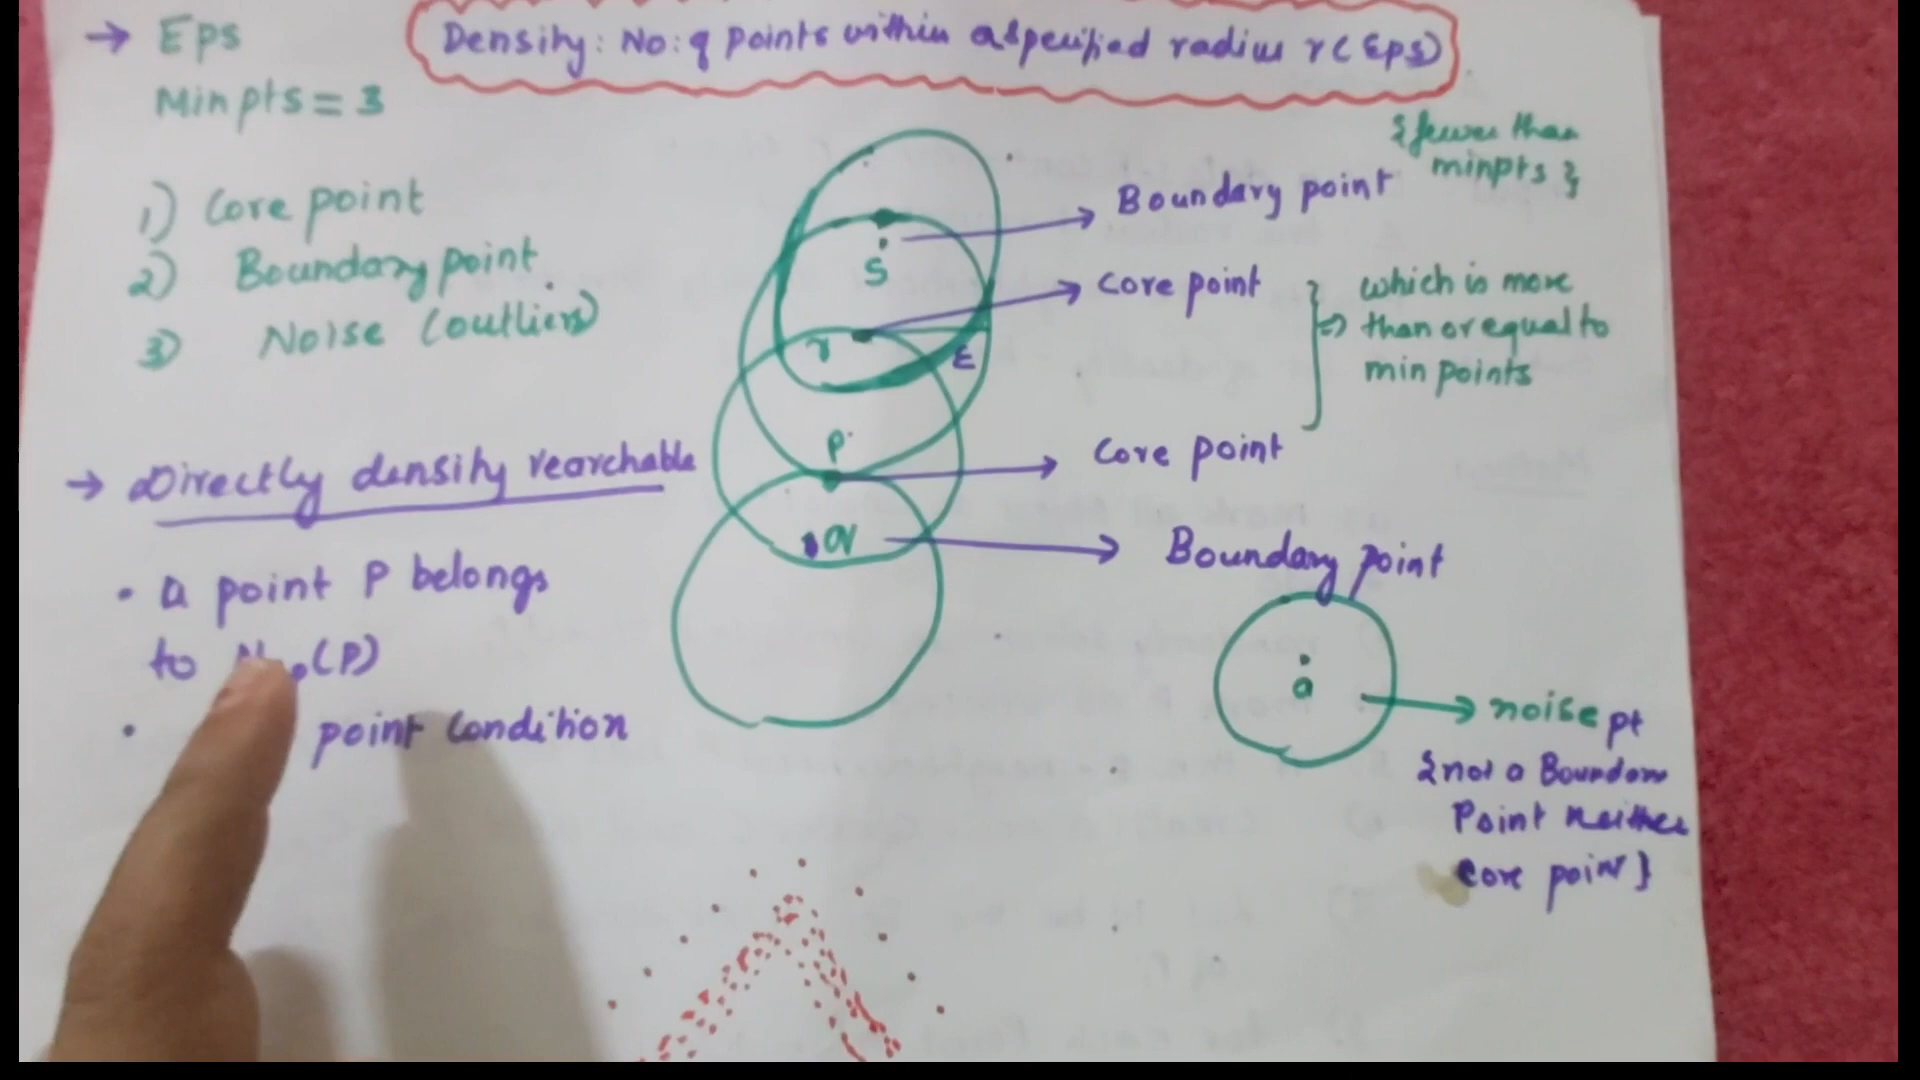 → Eps
Density: No: of points within a specified radius r (Eps)
Minpts = 3
{fewer than
minpts }
1) Core point
2) Boundary point
3) Noise (outliers)
Boundary point
S
core point
} => which is more
than or equal to
min points
r
ε
P
core point
→ Directly density rearchable
q
Boundary point
• a point P belongs
to (P)
• point condition
a
noise pt
{not a Boundary
Point neither
core point}